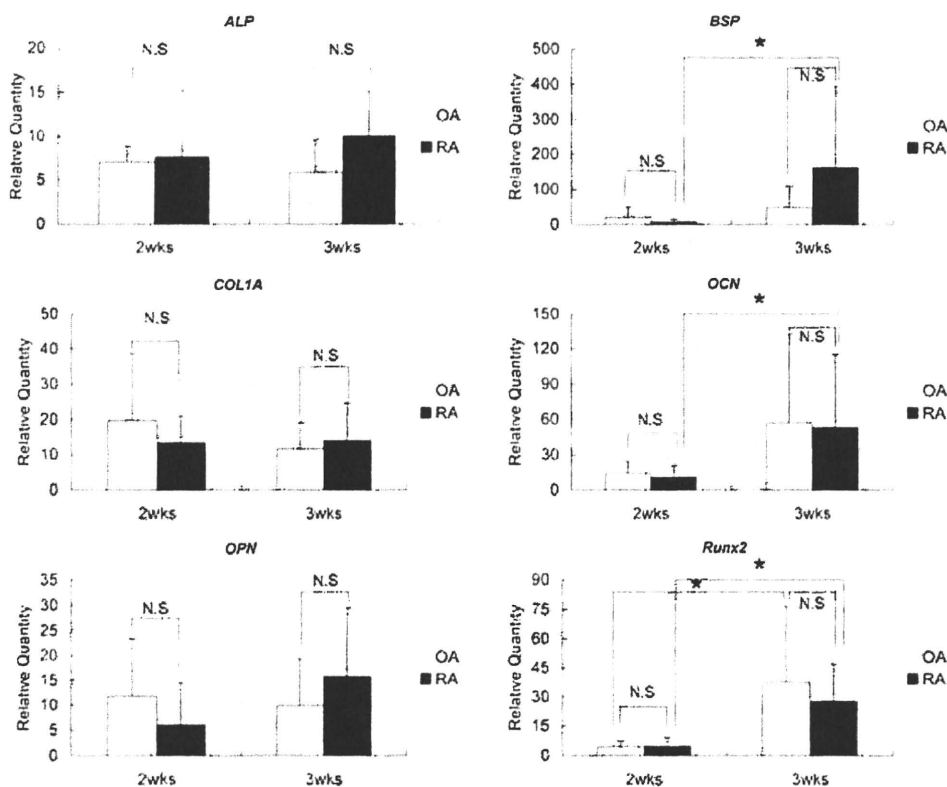 ALP
Relative Quantity
20
15
10
5
0
N.S
N.S
2wks
3wks
OA
RA
BSP
Relative Quantity
500
400
300
200
100
0
*
N.S
N.S
2wks
3wks
OA
RA
COL1A
Relative Quantity
50
40
30
20
10
0
N.S
N.S
2wks
3wks
OA
RA
OCN
Relative Quantity
150
120
90
60
30
0
*
N.S
N.S
2wks
3wks
OA
RA
OPN
Relative Quantity
35
30
25
20
15
10
5
0
N.S
N.S
2wks
3wks
OA
RA
Runx2
Relative Quantity
90
75
60
45
30
15
0
*
*
N.S
N.S
2wks
3wks
OA
RA